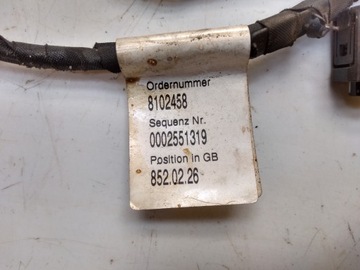 Ordernummer
8102458
Sequenz Nr.
0002551319
Position in GB
852.02.26